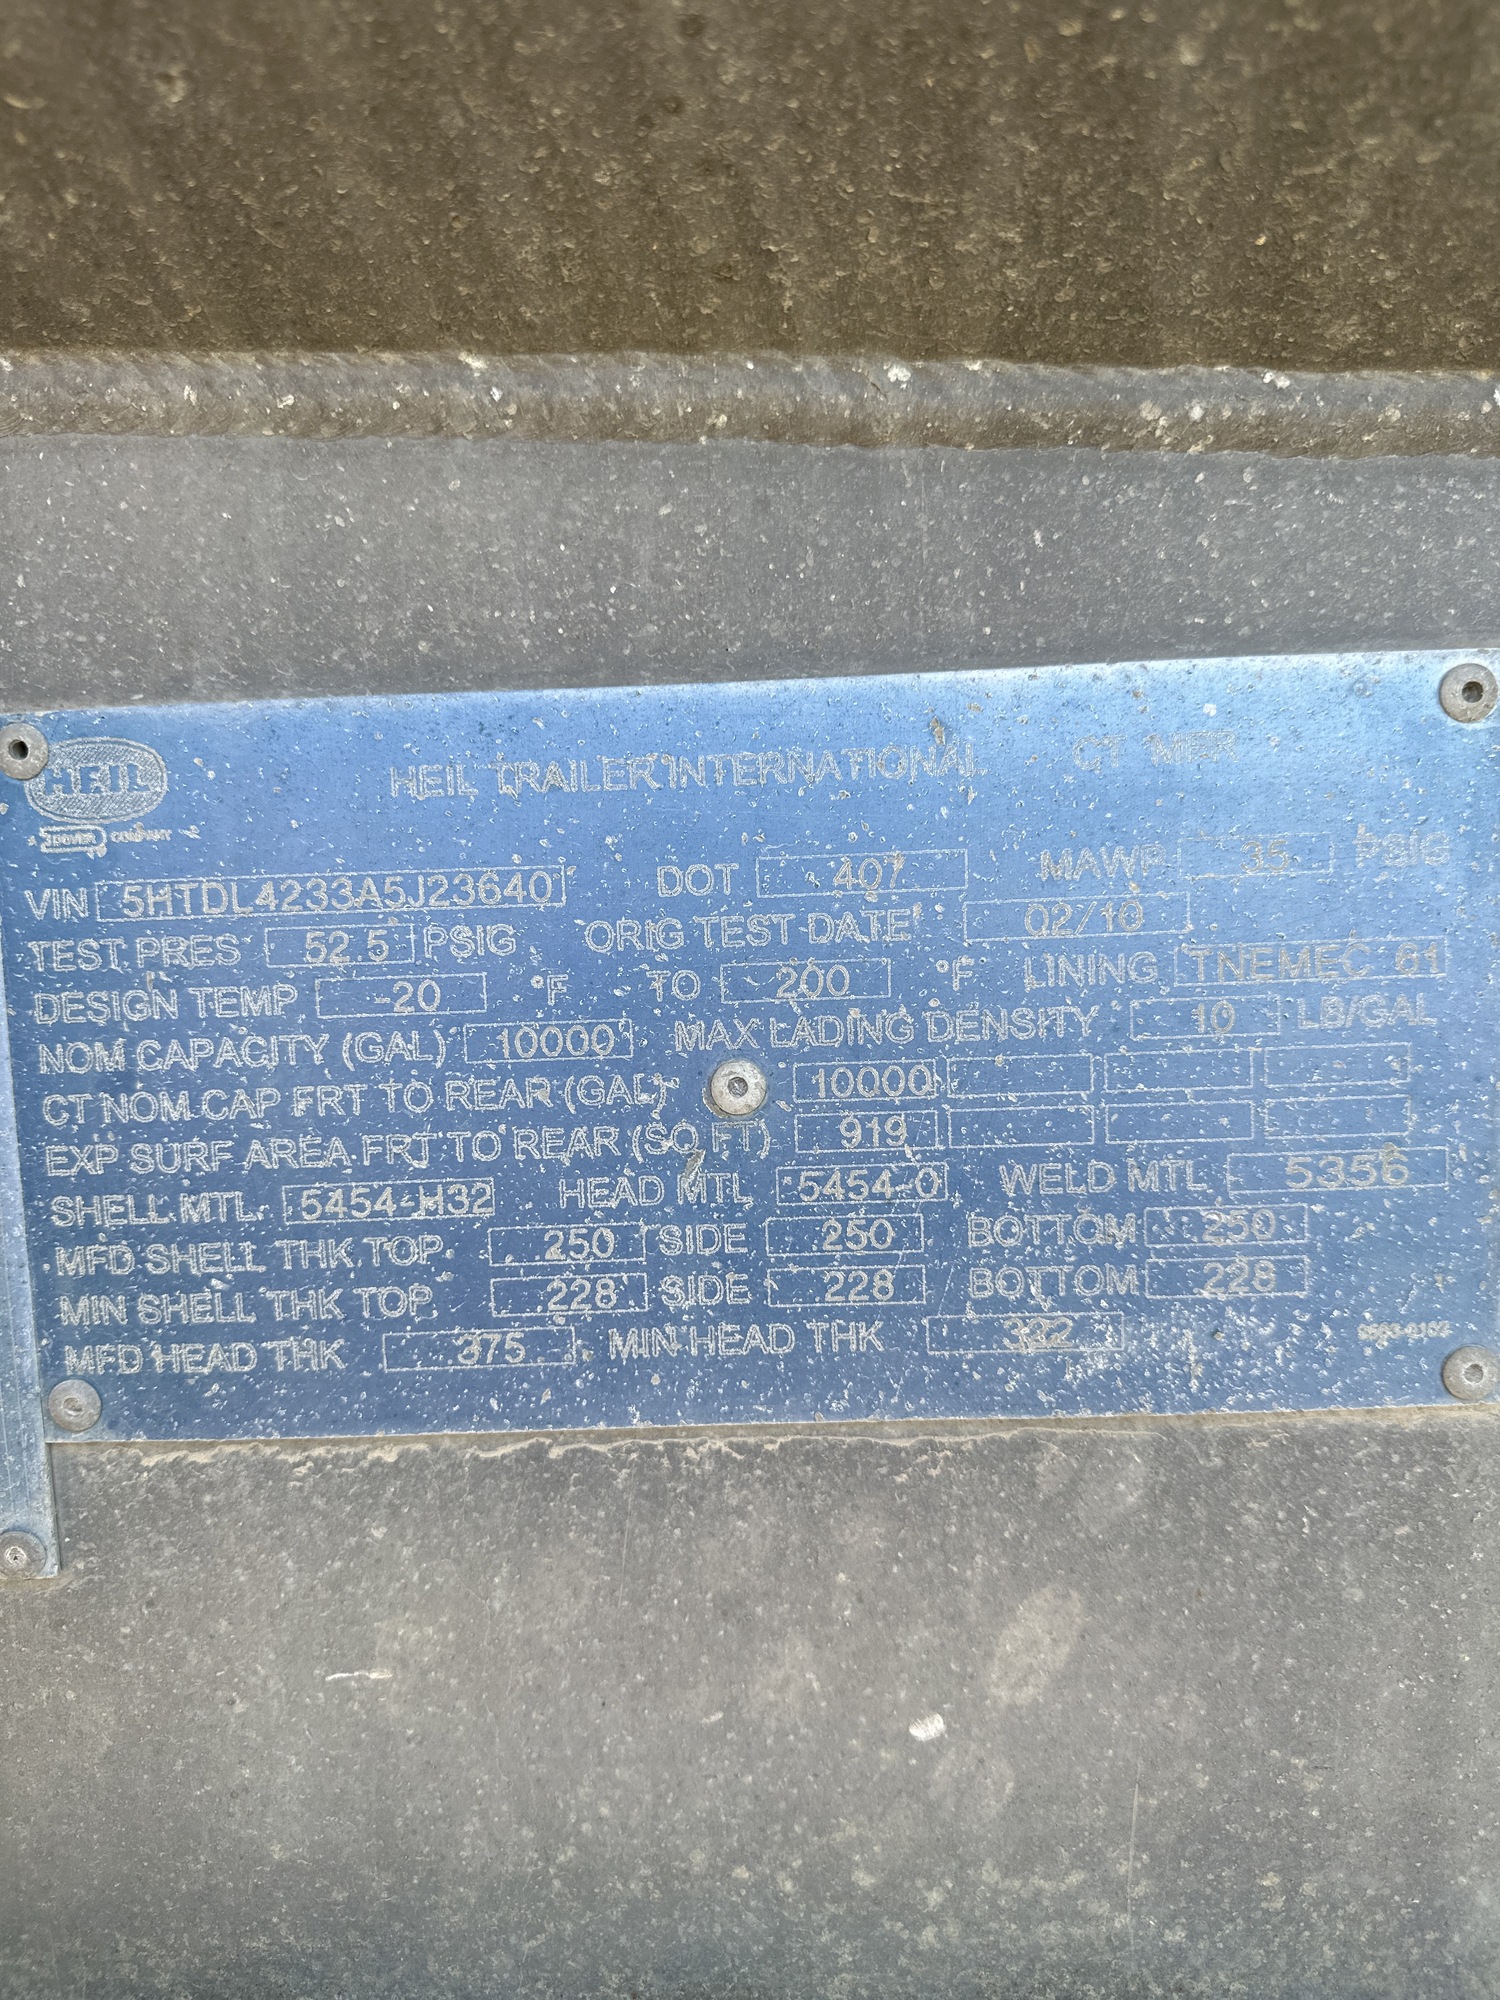 HEIL
HEIL TRAILER INTERNATIONAL CT MFR
A DOVER COMPANY
VIN 5HTDL4233A5J23640 DOT 407 MAWP 35 PSIG
TEST PRES 52.5 PSIG ORIG TEST DATE 02/10
DESIGN TEMP -20 °F TO 200 °F LINING TNEMEC 61
NOM CAPACITY (GAL) 10000 MAX LADING DENSITY 10 LB/GAL
CT NOM CAP FRT TO REAR (GAL) 10000
EXP SURF AREA FRT TO REAR (SQ FT) 919
SHELL MTL 5454-H32 HEAD MTL 5454-0 WELD MTL 5356
MFD SHELL THK TOP .250 SIDE .250 BOTTOM .250
MIN SHELL THK TOP .228 SIDE .228 BOTTOM .228
MFD HEAD THK .375 MIN HEAD THK .322